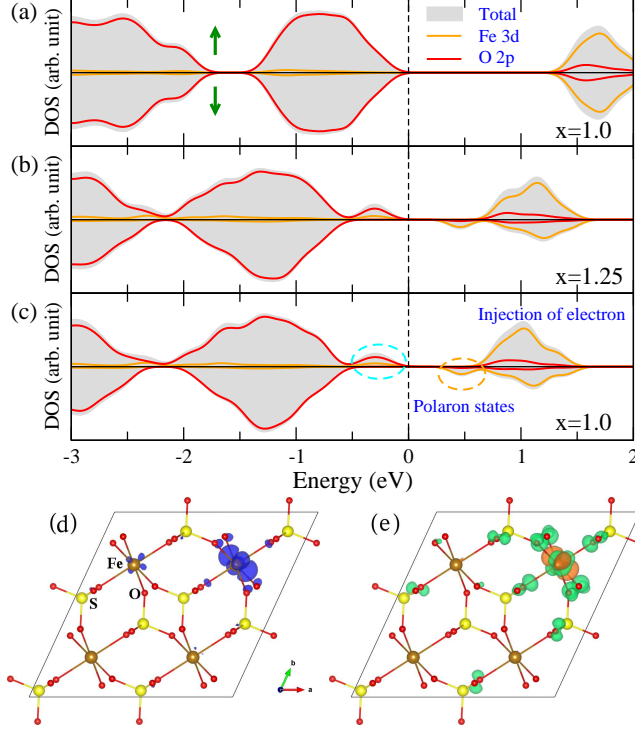 (a)
DOS (arb. unit)
Total
Fe 3d
O 2p
x=1.0
(b)
DOS (arb. unit)
x=1.25
(c)
DOS (arb. unit)
Injection of electron
Polaron states
x=1.0
-3 -2 -1 0 1 2
Energy (eV)
(d)
Fe
S
O
b
a
(e)